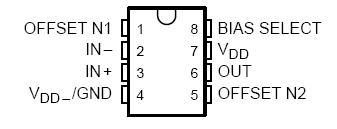 OFFSET N1 1 8 BIAS SELECT
IN− 2 7 VDD
IN+ 3 6 OUT
VDD−/GND 4 5 OFFSET N2